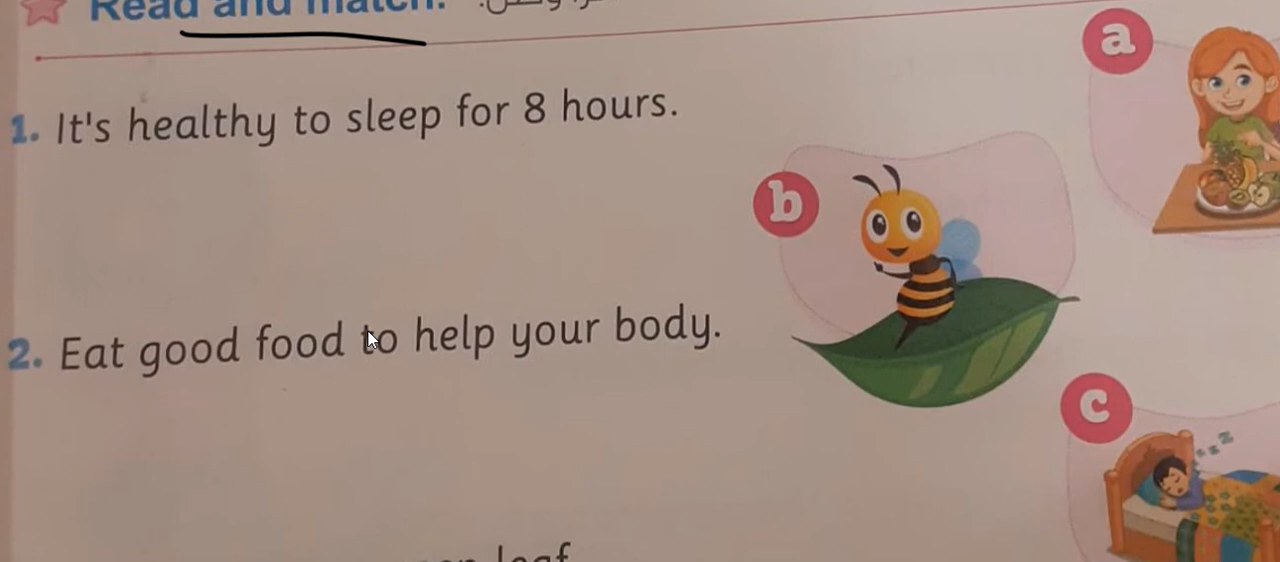 Read and match.
a
1. It's healthy to sleep for 8 hours.
b
2. Eat good food to help your body.
c
leaf